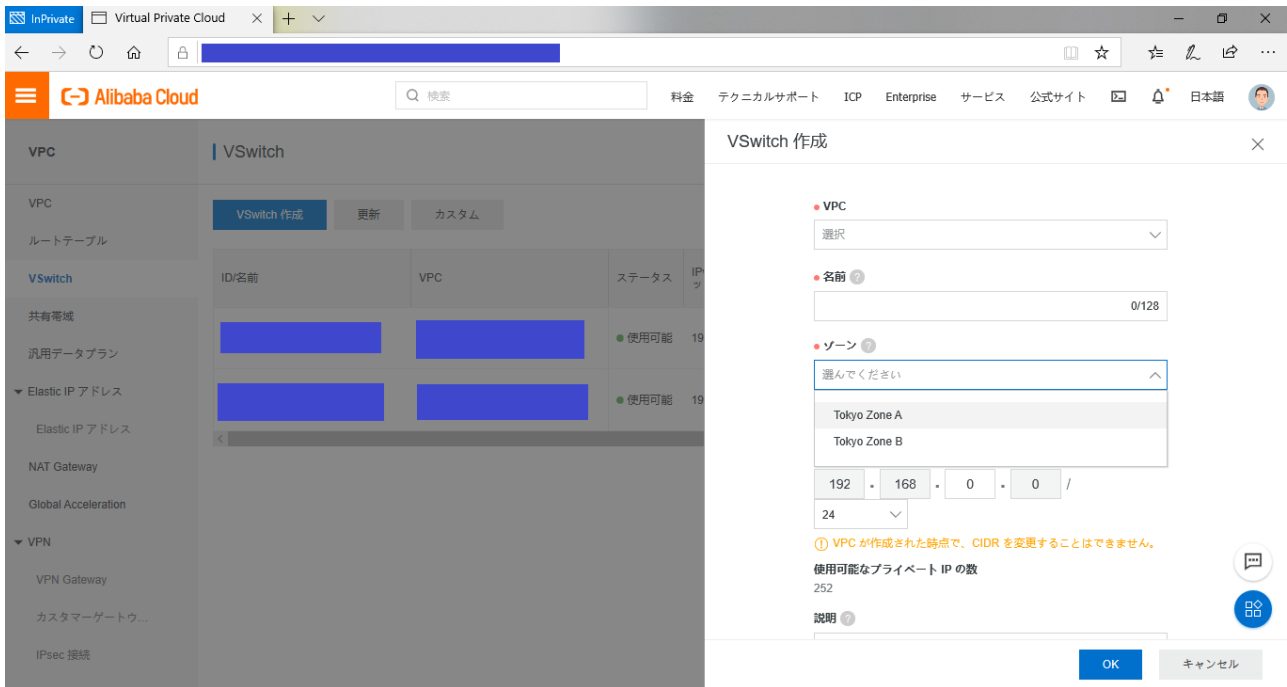 InPrivate
Virtual Private Cloud
Alibaba Cloud
検索
料金 テクニカルサポート ICP Enterprise サービス 公式サイト 日本語
VPC
VPC
ルートテーブル
VSwitch
共有帯域
汎用データプラン
Elastic IP アドレス
Elastic IP アドレス
NAT Gateway
Global Acceleration
VPN
VPN Gateway
カスタマーゲートウ...
IPsec 接続
VSwitch
VSwitch 作成 更新 カスタム
ID/名前 VPC ステータス
使用可能 19
使用可能 19
VSwitch 作成
VPC
選択
名前
0/128
ゾーン
選んでください
Tokyo Zone A
Tokyo Zone B
192 . 168 . 0 . 0 /
24
VPC が作成された時点で、CIDR を変更することはできません。
使用可能なプライベート IP の数
252
説明
OK キャンセル